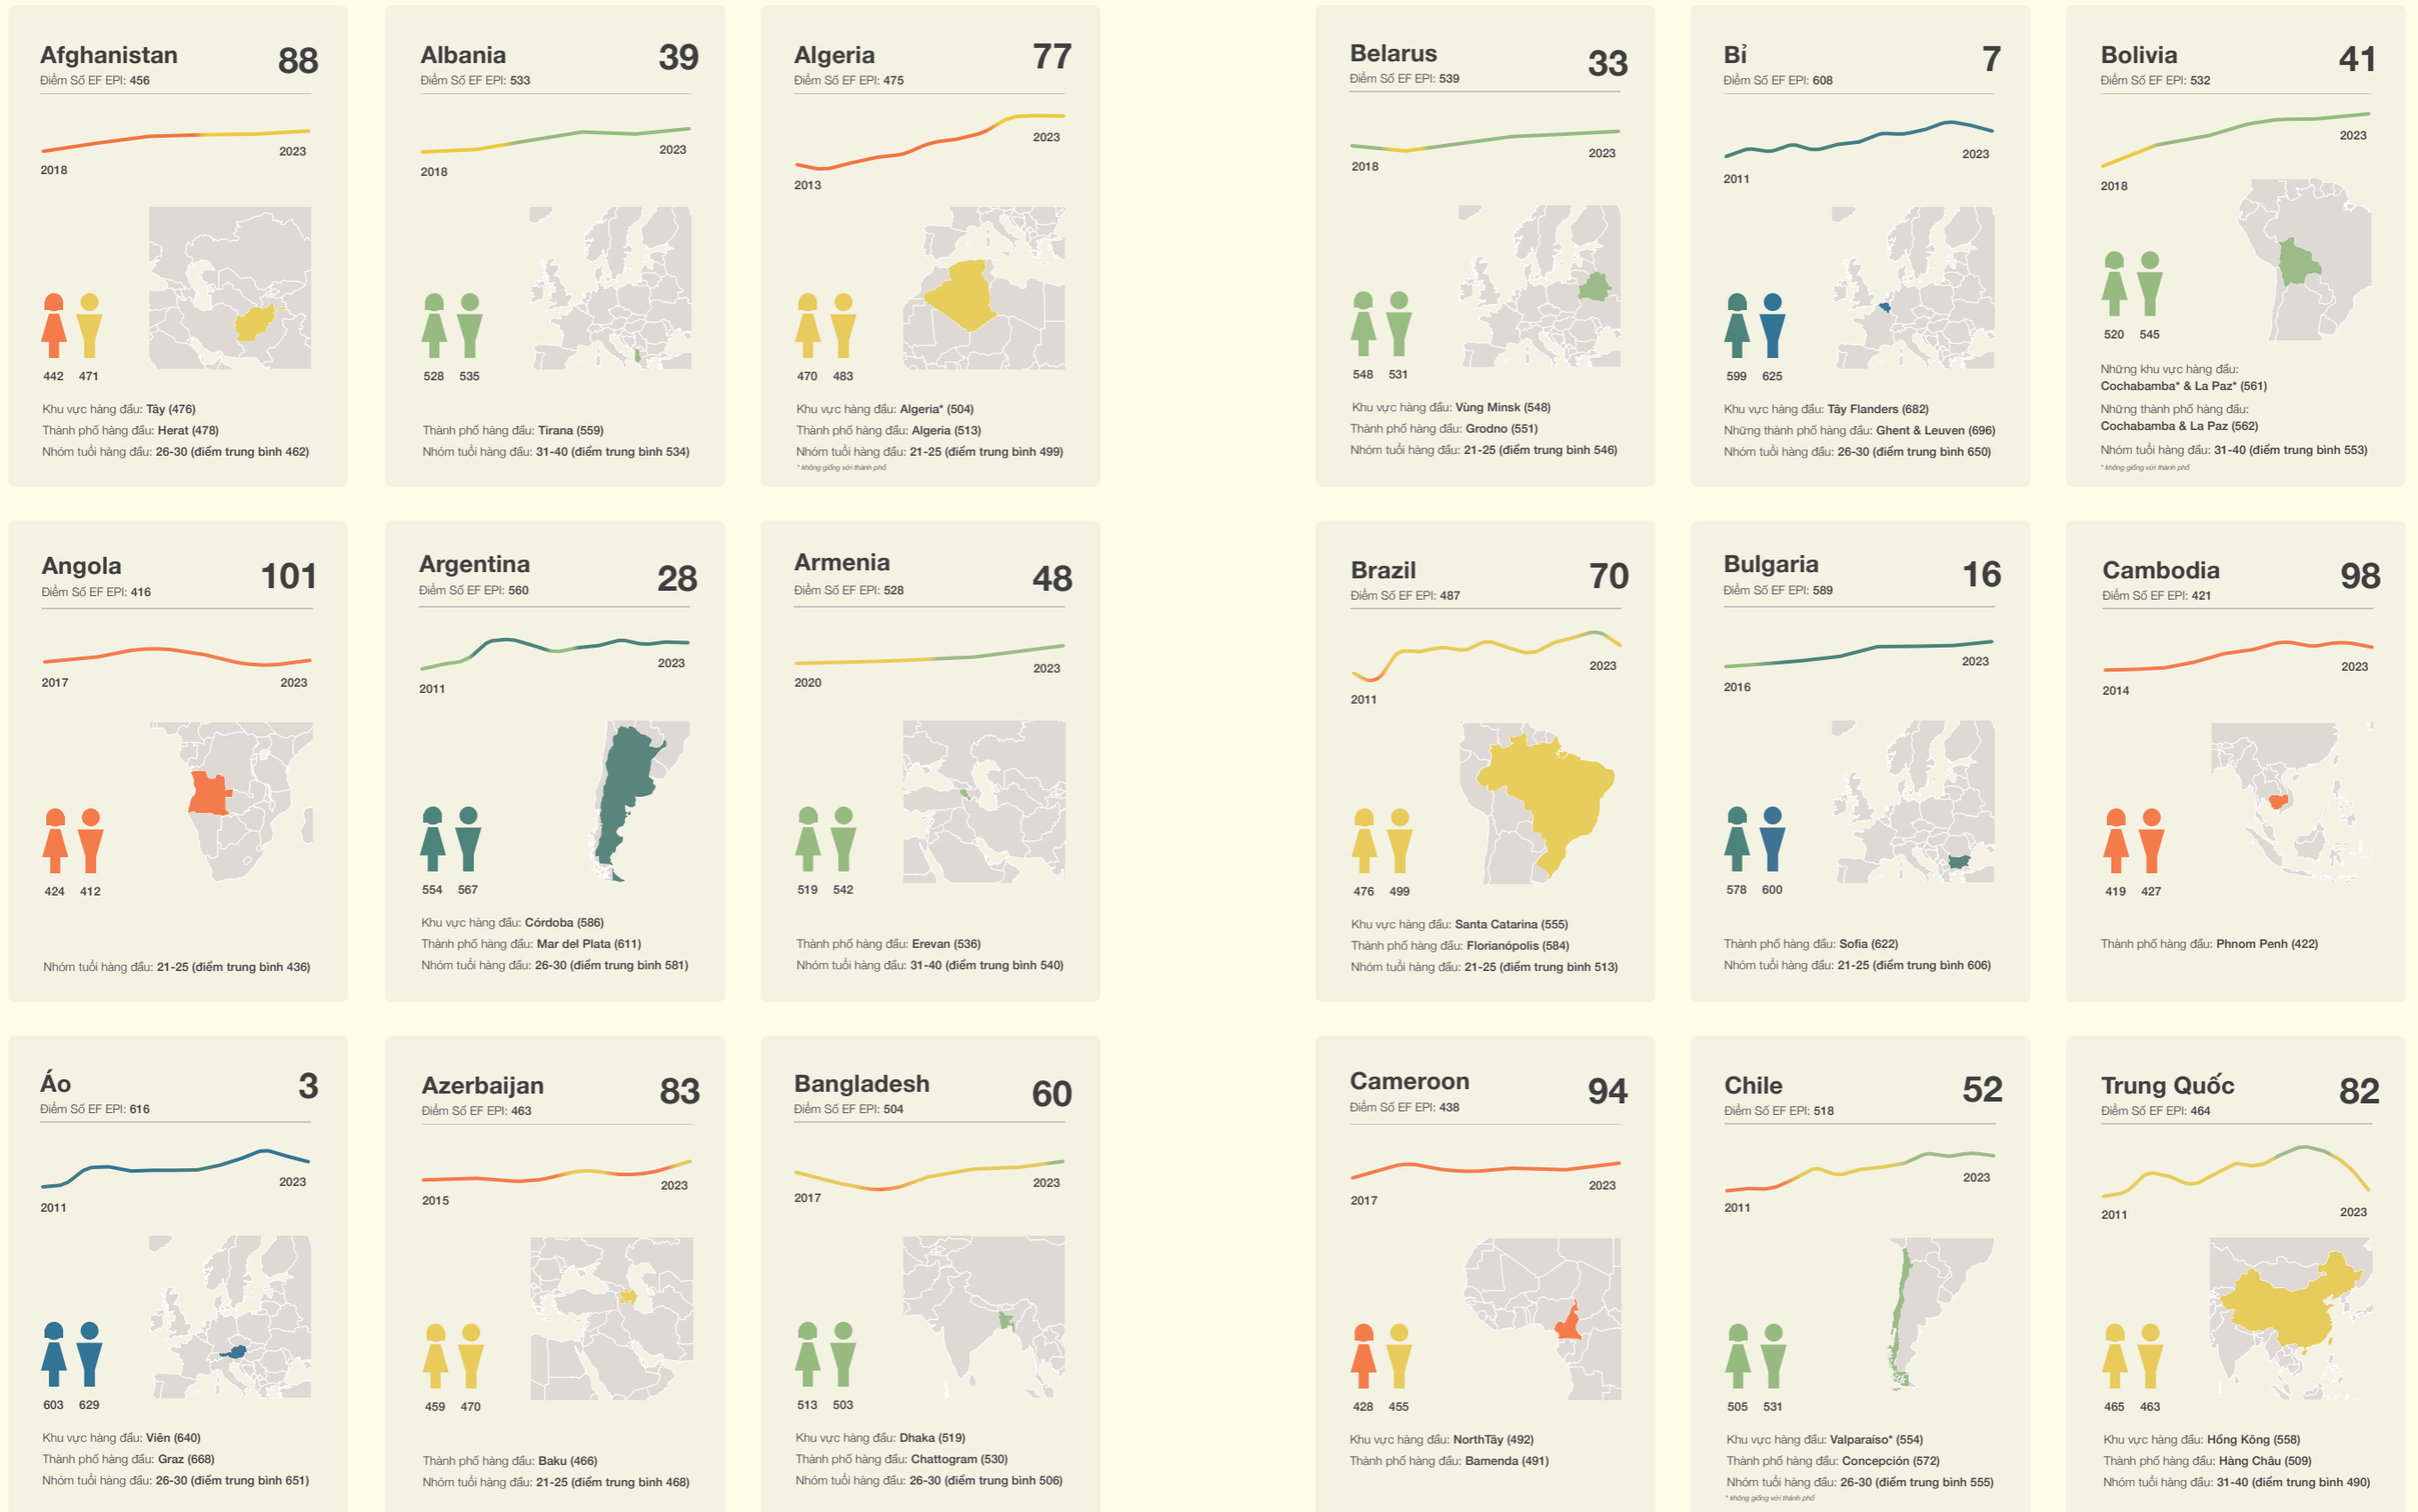 Afghanistan
88
Điểm Số EF EPI: 456
2018
2023
442 471
Khu vực hàng đầu: Tây (476)
Thành phố hàng đầu: Herat (478)
Nhóm tuổi hàng đầu: 26-30 (điểm trung bình 462)
Albania
39
Điểm Số EF EPI: 533
2018
2023
528 535
Thành phố hàng đầu: Tirana (559)
Nhóm tuổi hàng đầu: 31-40 (điểm trung bình 534)
Algeria
77
Điểm Số EF EPI: 475
2023
2013
470 483
Khu vực hàng đầu: Algeria* (504)
Thành phố hàng đầu: Algeria (513)
Nhóm tuổi hàng đầu: 21-25 (điểm trung bình 499)
* không giống với thành phố
Belarus
33
Điểm Số EF EPI: 539
2018
2023
548 531
Khu vực hàng đầu: Vùng Minsk (548)
Thành phố hàng đầu: Grodno (551)
Nhóm tuổi hàng đầu: 21-25 (điểm trung bình 546)
Bỉ
7
Điểm Số EF EPI: 608
2023
2011
599 625
Khu vực hàng đầu: Tây Flanders (682)
Những thành phố hàng đầu: Ghent & Leuven (696)
Nhóm tuổi hàng đầu: 26-30 (điểm trung bình 650)
Bolivia
41
Điểm Số EF EPI: 532
2023
2018
520 545
Những khu vực hàng đầu:
Cochabamba* & La Paz* (561)
Những thành phố hàng đầu:
Cochabamba & La Paz (562)
Nhóm tuổi hàng đầu: 31-40 (điểm trung bình 553)
* không giống với thành phố
Angola
101
Điểm Số EF EPI: 416
2017
2023
424 412
Nhóm tuổi hàng đầu: 21-25 (điểm trung bình 436)
Argentina
28
Điểm Số EF EPI: 560
2023
2011
554 567
Khu vực hàng đầu: Córdoba (586)
Thành phố hàng đầu: Mar del Plata (611)
Nhóm tuổi hàng đầu: 26-30 (điểm trung bình 581)
Armenia
48
Điểm Số EF EPI: 528
2023
2020
519 542
Thành phố hàng đầu: Erevan (536)
Nhóm tuổi hàng đầu: 31-40 (điểm trung bình 540)
Brazil
70
Điểm Số EF EPI: 487
2023
2011
476 499
Khu vực hàng đầu: Santa Catarina (555)
Thành phố hàng đầu: Florianópolis (584)
Nhóm tuổi hàng đầu: 21-25 (điểm trung bình 513)
Bulgaria
16
Điểm Số EF EPI: 589
2023
2016
578 600
Thành phố hàng đầu: Sofia (622)
Nhóm tuổi hàng đầu: 21-25 (điểm trung bình 606)
Cambodia
98
Điểm Số EF EPI: 421
2023
2014
419 427
Thành phố hàng đầu: Phnom Penh (422)
Áo
3
Điểm Số EF EPI: 616
2023
2011
603 629
Khu vực hàng đầu: Viên (640)
Thành phố hàng đầu: Graz (668)
Nhóm tuổi hàng đầu: 26-30 (điểm trung bình 651)
Azerbaijan
83
Điểm Số EF EPI: 463
2023
2015
459 470
Thành phố hàng đầu: Baku (466)
Nhóm tuổi hàng đầu: 21-25 (điểm trung bình 468)
Bangladesh
60
Điểm Số EF EPI: 504
2023
2017
513 503
Khu vực hàng đầu: Dhaka (519)
Thành phố hàng đầu: Chattogram (530)
Nhóm tuổi hàng đầu: 26-30 (điểm trung bình 506)
Cameroon
94
Điểm Số EF EPI: 438
2023
2017
428 455
Khu vực hàng đầu: NorthTây (492)
Thành phố hàng đầu: Bamenda (491)
Chile
52
Điểm Số EF EPI: 518
2023
2011
505 531
Khu vực hàng đầu: Valparaíso* (554)
Thành phố hàng đầu: Concepción (572)
Nhóm tuổi hàng đầu: 26-30 (điểm trung bình 555)
* không giống với thành phố
Trung Quốc
82
Điểm Số EF EPI: 464
2023
2011
465 463
Khu vực hàng đầu: Hồng Kông (558)
Thành phố hàng đầu: Hàng Châu (509)
Nhóm tuổi hàng đầu: 31-40 (điểm trung bình 490)